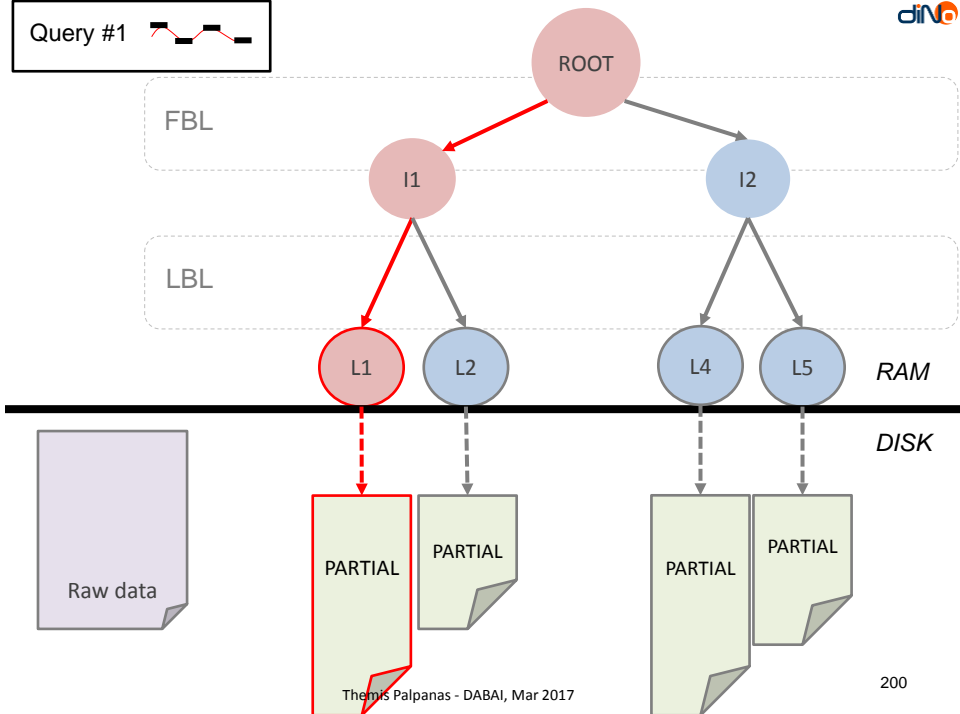 Query #1
diNo
ROOT
FBL
I1
I2
LBL
L1
L2
L4
L5
RAM
DISK
Raw data
PARTIAL
PARTIAL
PARTIAL
PARTIAL
Themis Palpanas - DABAI, Mar 2017
200